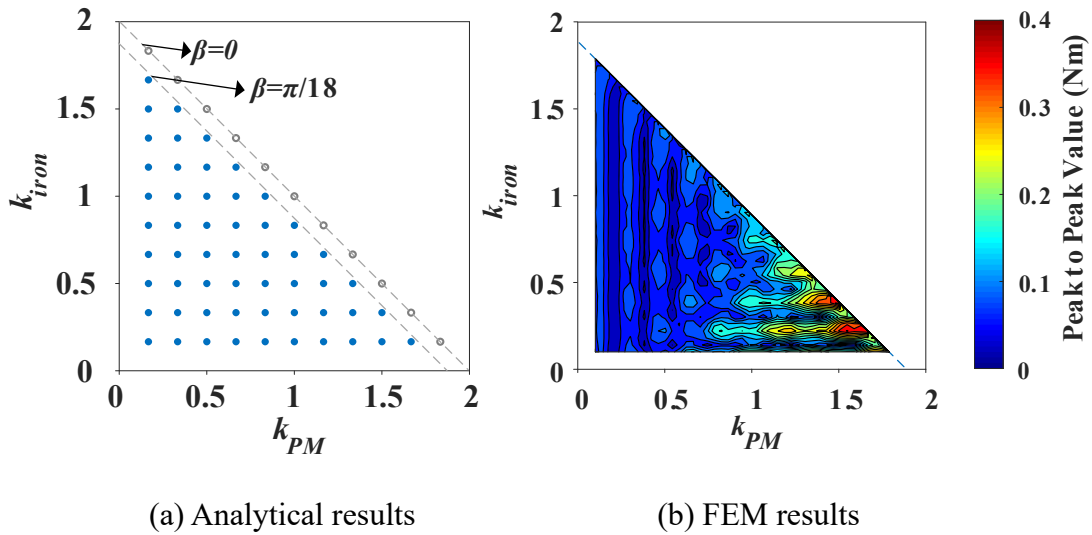 2
1.5
1
0.5
0
k_iron
β=0
β=π/18
0 0.5 1 1.5 2
k_PM
2
1.5
1
0.5
0
k_iron
0 0.5 1 1.5 2
k_PM
0.4
0.3
0.2
0.1
0
Peak to Peak Value (Nm)
(a) Analytical results
(b) FEM results